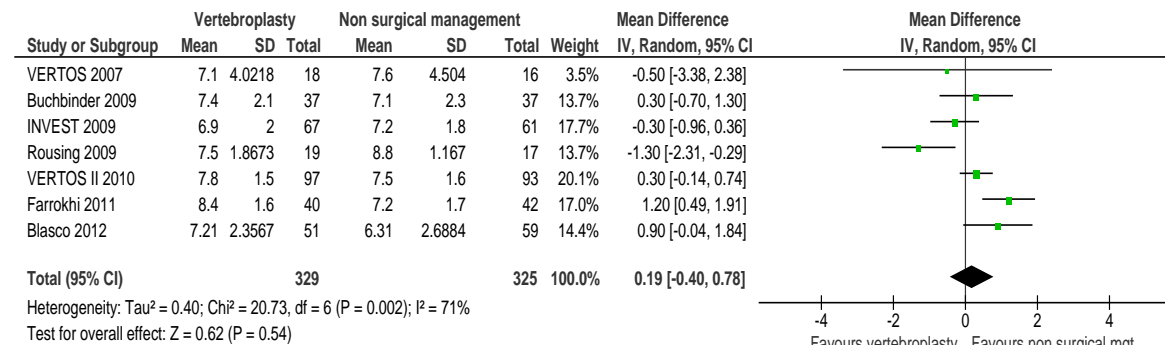 Vertebroplasty Non surgical management Mean Difference Mean Difference
Study or Subgroup Mean SD Total Mean SD Total Weight IV, Random, 95% CI IV, Random, 95% CI
VERTOS 2007 7.1 4.0218 18 7.6 4.504 16 3.5% -0.50 [-3.38, 2.38]
Buchbinder 2009 7.4 2.1 37 7.1 2.3 37 13.7% 0.30 [-0.70, 1.30]
INVEST 2009 6.9 2 67 7.2 1.8 61 17.7% -0.30 [-0.96, 0.36]
Rousing 2009 7.5 1.8673 19 8.8 1.167 17 13.7% -1.30 [-2.31, -0.29]
VERTOS II 2010 7.8 1.5 97 7.5 1.6 93 20.1% 0.30 [-0.14, 0.74]
Farrokhi 2011 8.4 1.6 40 7.2 1.7 42 17.0% 1.20 [0.49, 1.91]
Blasco 2012 7.21 2.3567 51 6.31 2.6884 59 14.4% 0.90 [-0.04, 1.84]
Total (95% CI) 329 325 100.0% 0.19 [-0.40, 0.78]
Heterogeneity: Tau² = 0.40; Chi² = 20.73, df = 6 (P = 0.002); I² = 71%
Test for overall effect: Z = 0.62 (P = 0.54)
-4 -2 0 2 4
Favours vertebroplasty Favours non surgical mgt